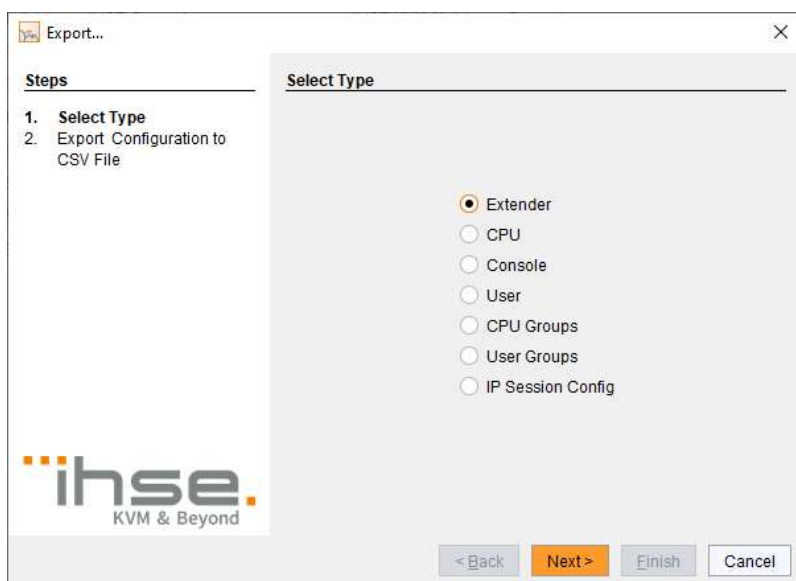 Export...
Steps
1. Select Type
2. Export Configuration to
CSV File
Select Type
Extender
CPU
Console
User
CPU Groups
User Groups
IP Session Config
ihse.
KVM & Beyond
< Back
Next >
Finish
Cancel